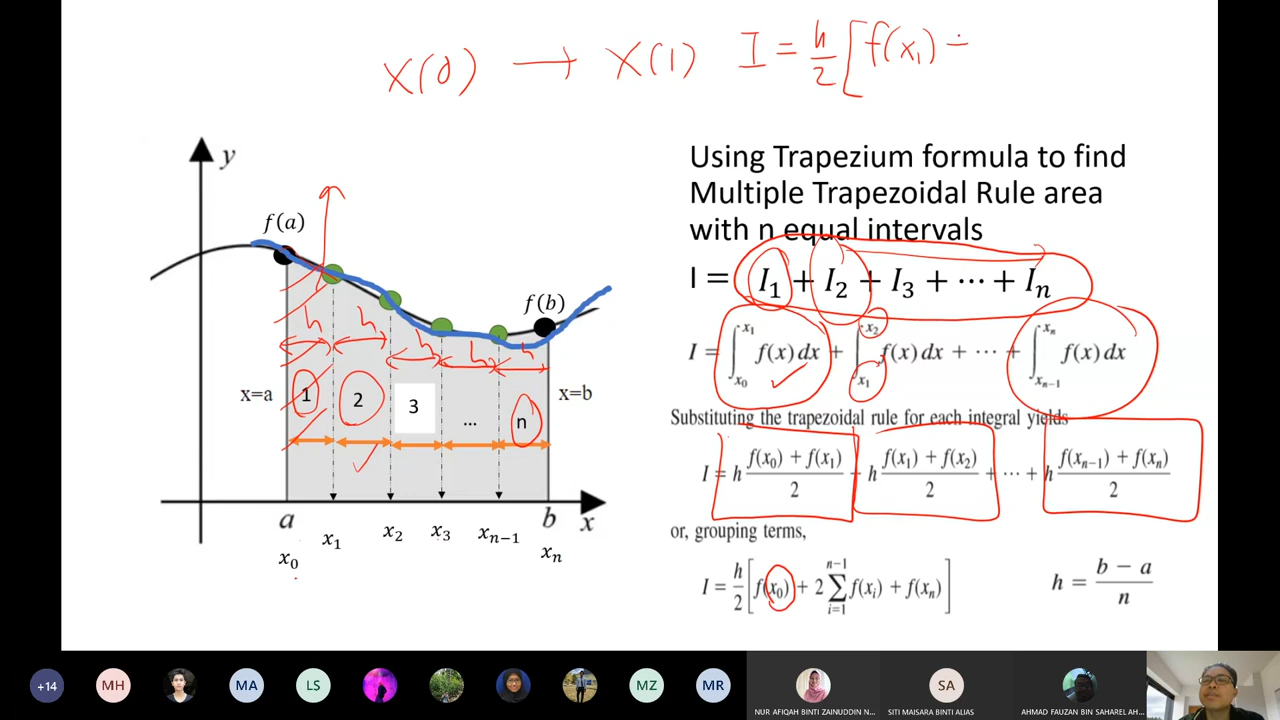 X(0) → X(1) I = h/2 [f(x₁) ÷
y
f(a)
f(b)
h h h h h
x=a
x=b
1 2 3 ... n
a b x
x₀ x₁ x₂ x₃ xₙ₋₁ xₙ
Using Trapezium formula to find
Multiple Trapezoidal Rule area
with n equal intervals
I = I₁ + I₂ + I₃ + ⋯ + Iₙ
I = ∫_{x₀}^{x₁} f(x) dx + ∫_{x₁}^{x₂} f(x) dx + ⋯ + ∫_{xₙ₋₁}^{xₙ} f(x) dx
Substituting the trapezoidal rule for each integral yields
I = h (f(x₀) + f(x₁))/2 + h (f(x₁) + f(x₂))/2 + ⋯ + h (f(xₙ₋₁) + f(xₙ))/2
or, grouping terms,
I = h/2 [f(x₀) + 2 ∑_{i=1}^{n−1} f(xᵢ) + f(xₙ)]
h = (b − a)/n
+14 MH MA LS MZ MR SA
NUR AFIQAH BINTI ZAINUDDIN N...
SITI MAISARA BINTI ALIAS
AHMAD FAUZAN BIN SAHAREL AH...